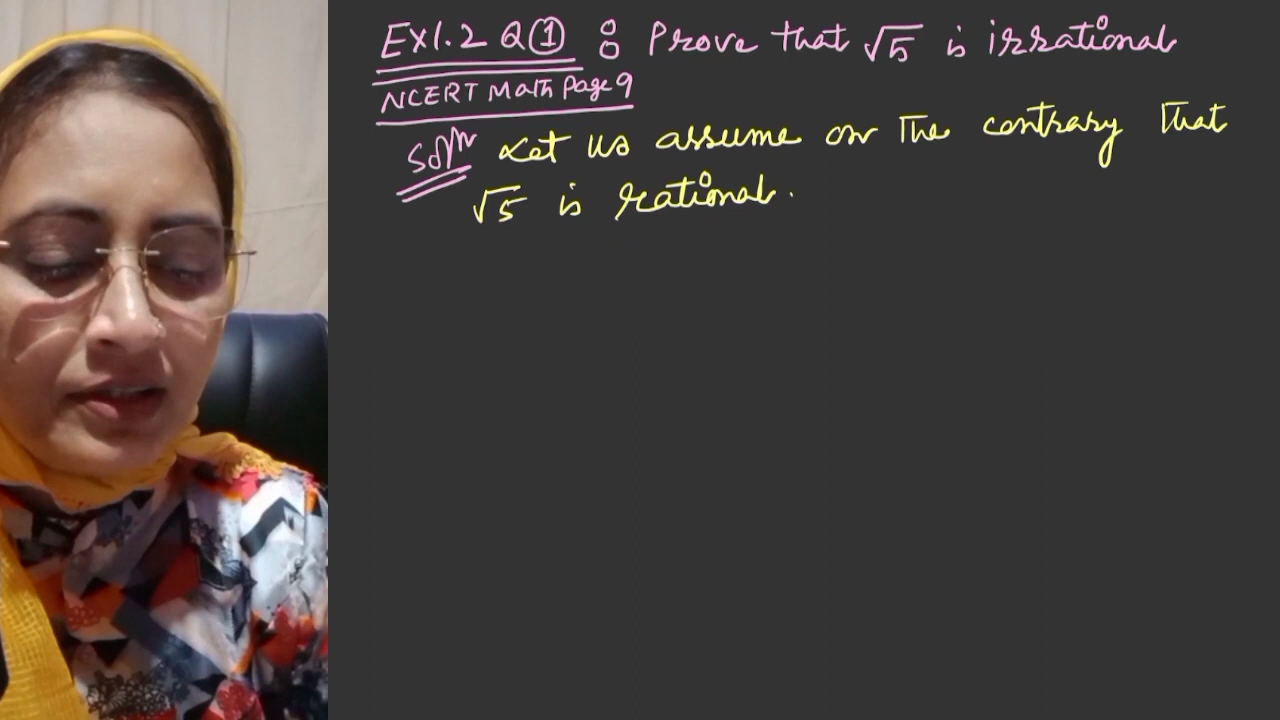 Ex1.2 Q① : Prove that √5 is irrational
NCERT Math Page 9
Soln Let us assume on the contrary that
√5 is rational.